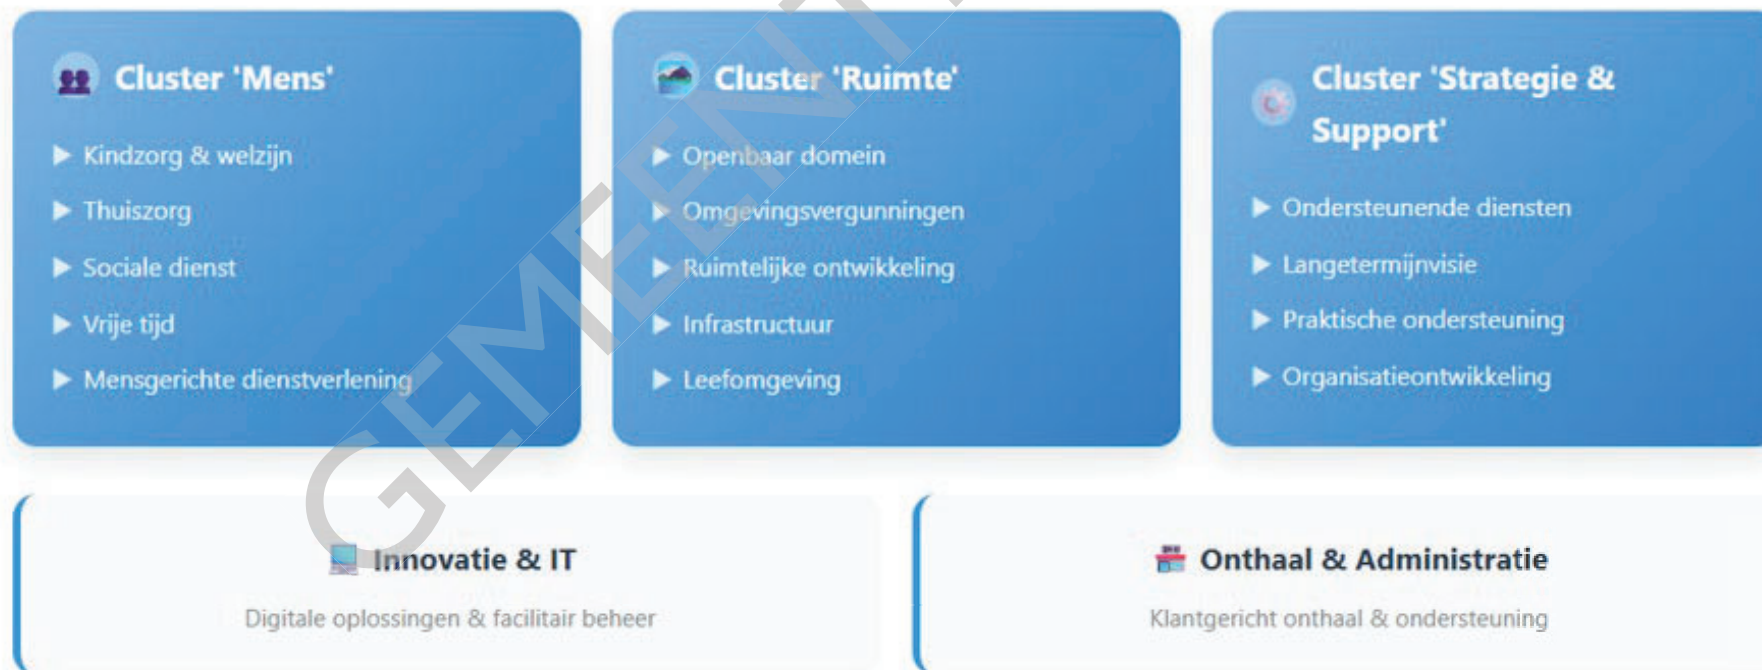 Cluster 'Mens'
▶ Kindzorg & welzijn
▶ Thuiszorg
▶ Sociale dienst
▶ Vrije tijd
▶ Mensgerichte dienstverlening
Cluster 'Ruimte'
▶ Openbaar domein
▶ Omgevingsvergunningen
▶ Ruimtelijke ontwikkeling
▶ Infrastructuur
▶ Leefomgeving
Cluster 'Strategie &
Support'
▶ Ondersteunende diensten
▶ Langetermijnvisie
▶ Praktische ondersteuning
▶ Organisatieontwikkeling
Innovatie & IT
Digitale oplossingen & facilitair beheer
Onthaal & Administratie
Klantgericht onthaal & ondersteuning